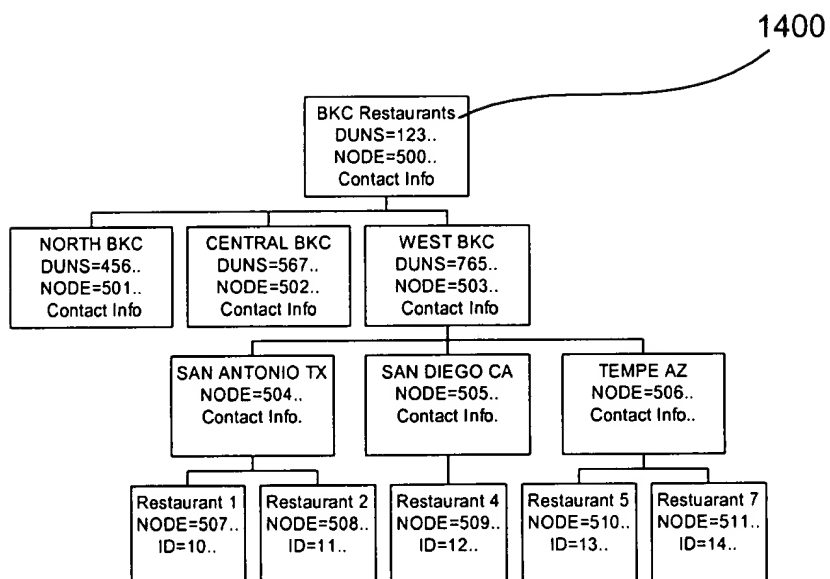 1400
BKC Restaurants
DUNS=123..
NODE=500..
Contact Info
NORTH BKC
DUNS=456..
NODE=501..
Contact Info
CENTRAL BKC
DUNS=567..
NODE=502..
Contact Info
WEST BKC
DUNS=765..
NODE=503..
Contact Info
SAN ANTONIO TX
NODE=504..
Contact Info.
SAN DIEGO CA
NODE=505..
Contact Info.
TEMPE AZ
NODE=506..
Contact Info..
Restaurant 1
NODE=507..
ID=10..
Restaurant 2
NODE=508..
ID=11..
Restaurant 4
NODE=509..
ID=12..
Restaurant 5
NODE=510..
ID=13..
Restuarant 7
NODE=511..
ID=14..